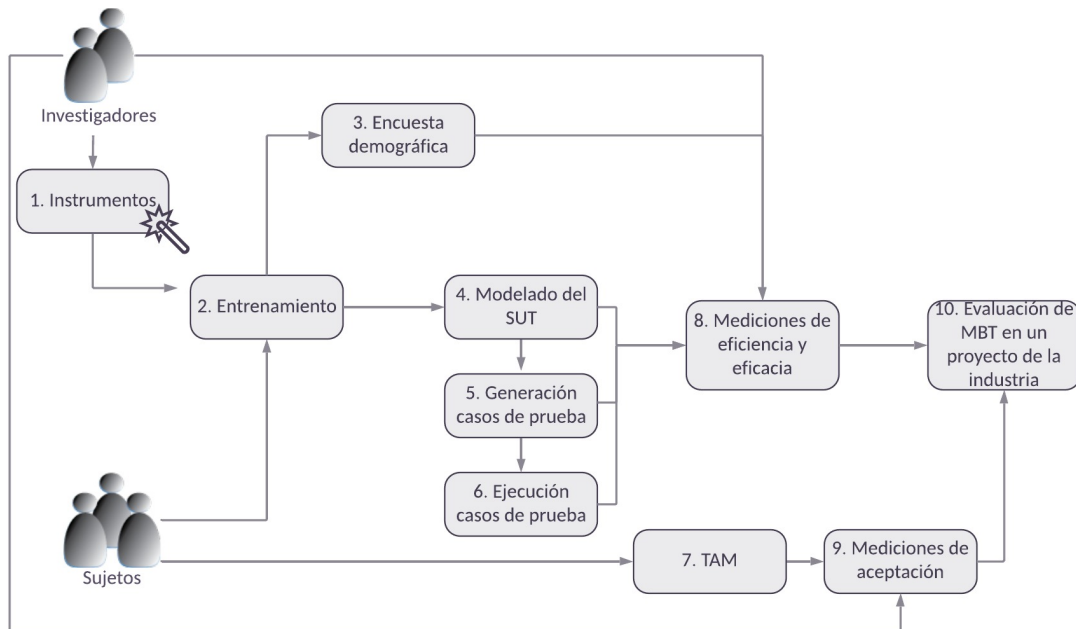 Investigadores
3. Encuesta
demográfica
1. Instrumentos
2. Entrenamiento
4. Modelado del
SUT
5. Generación
casos de prueba
6. Ejecución
casos de prueba
8. Mediciones de
eficiencia y
eficacia
10. Evaluación de
MBT en un
proyecto de la
industria
Sujetos
7. TAM
9. Mediciones de
aceptación